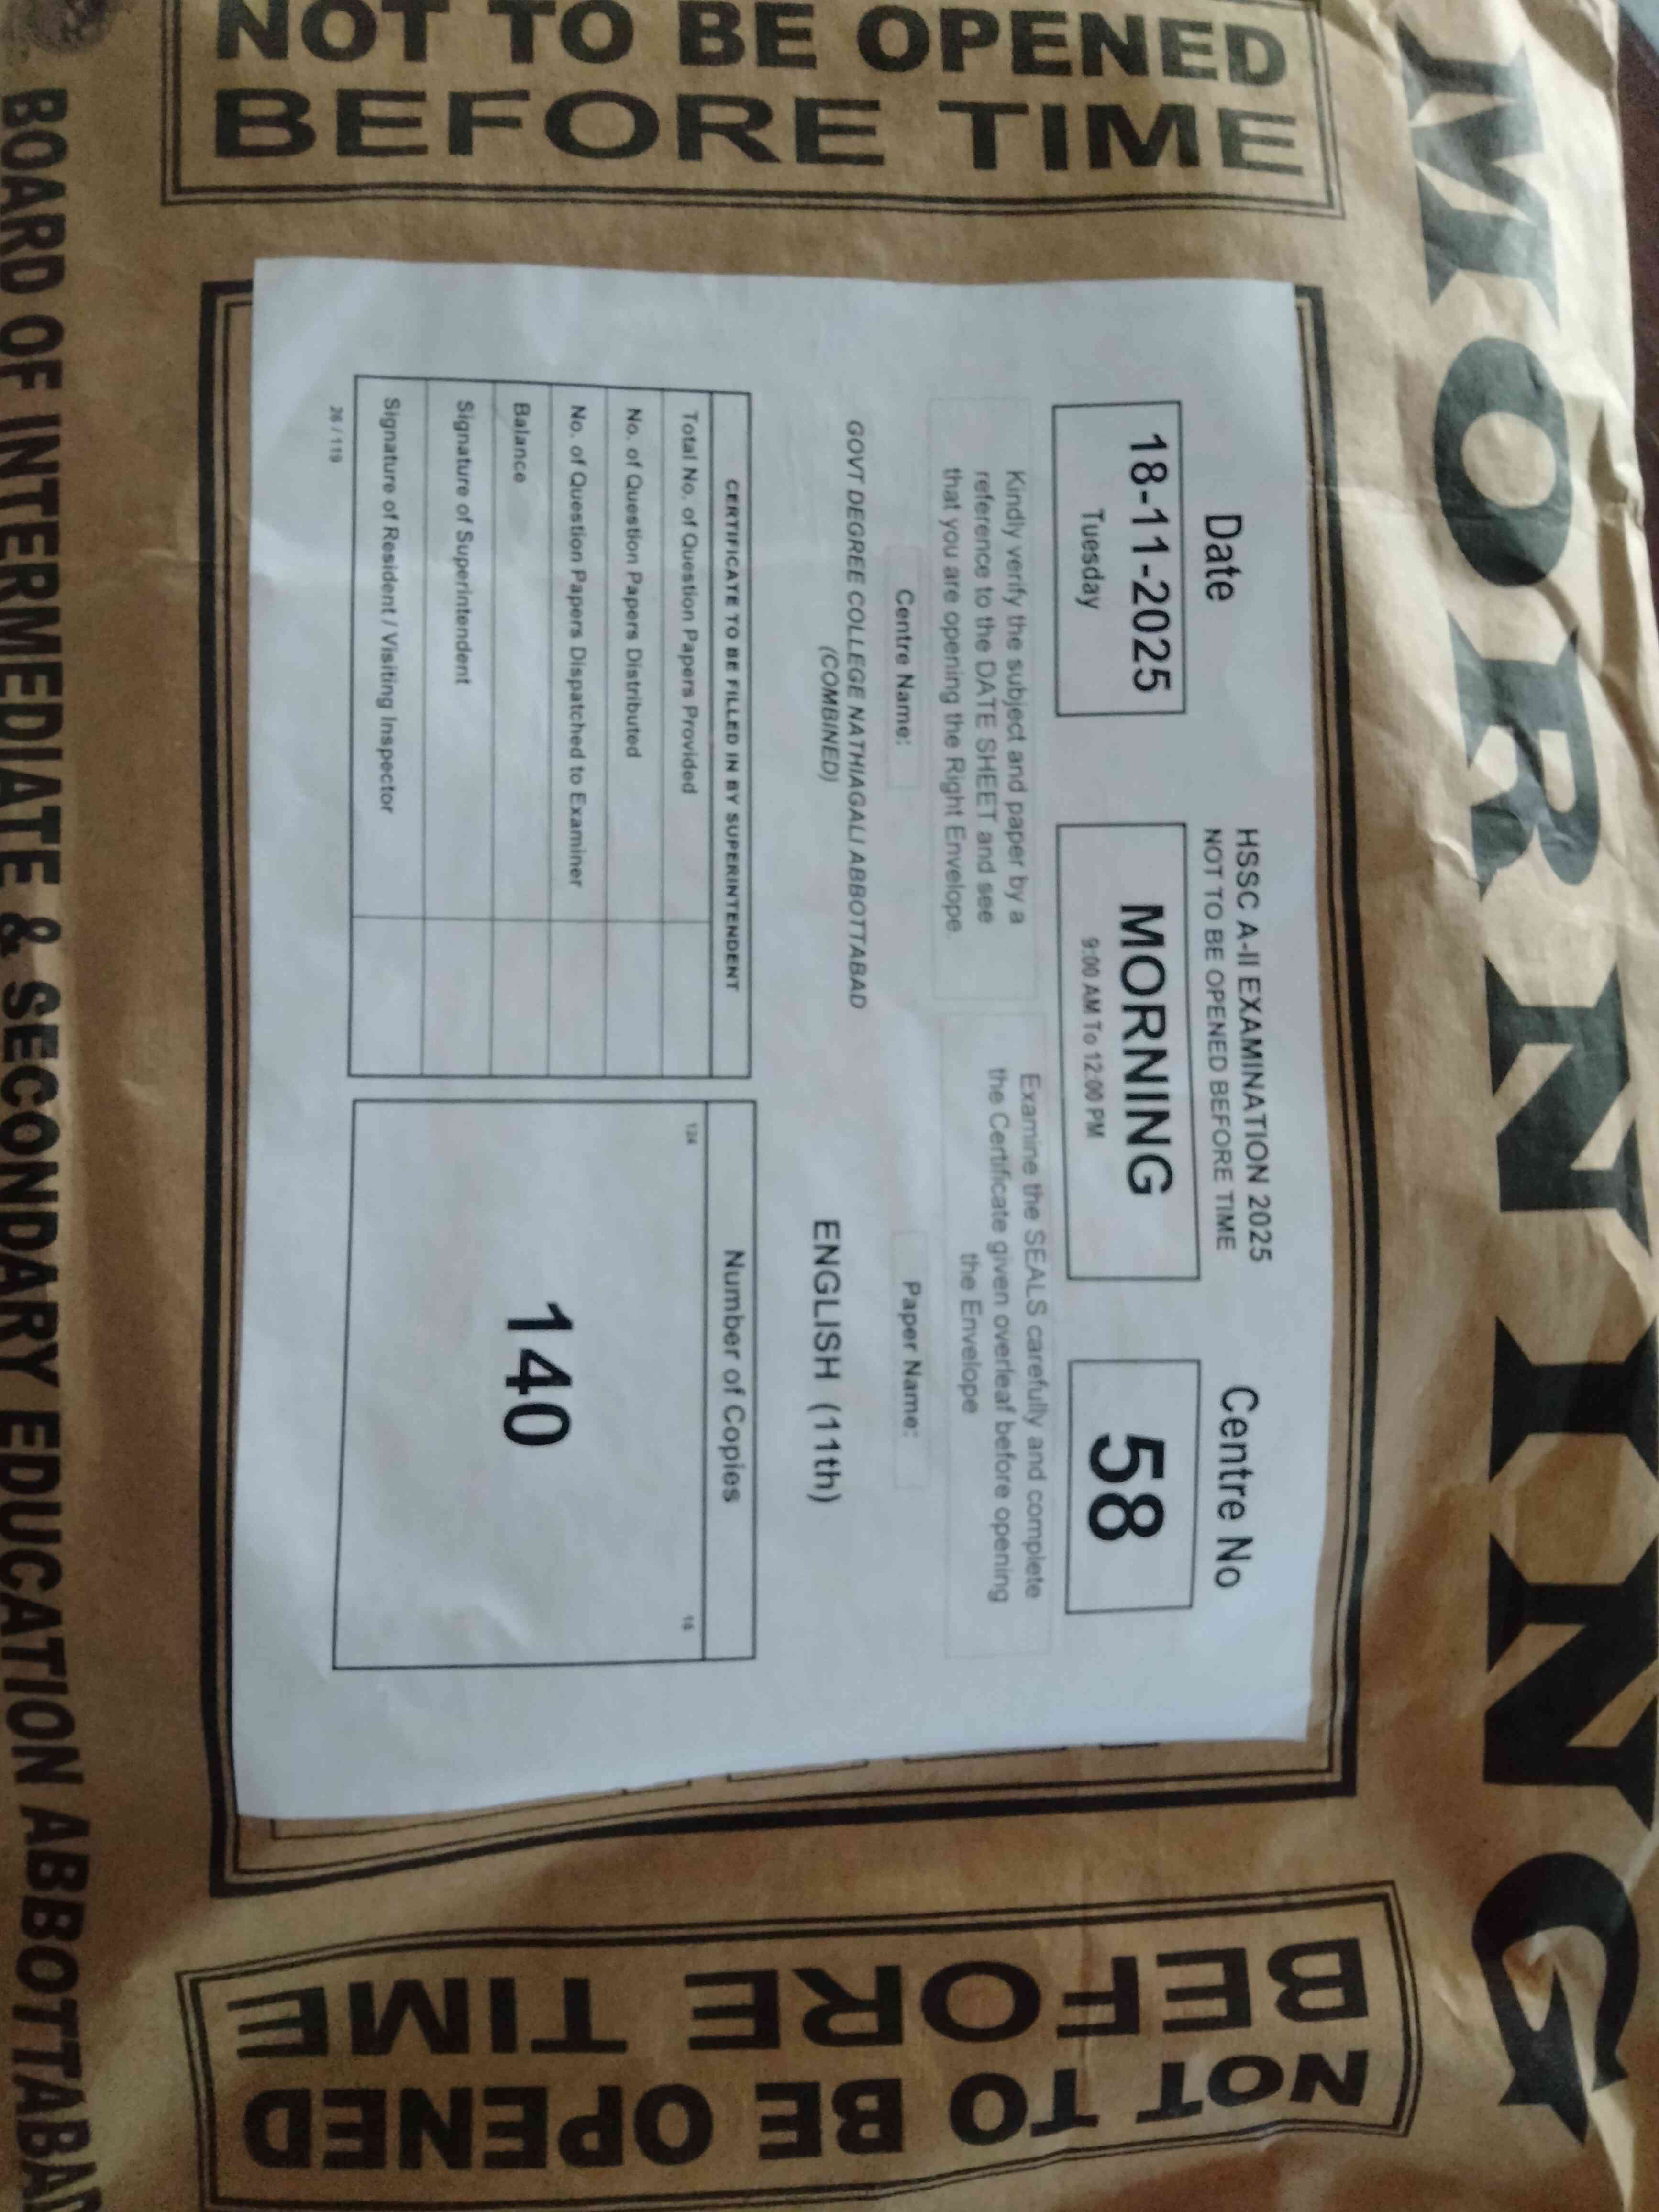 MORNING
NOT TO BE OPENED
BEFORE TIME
HSSC A-II EXAMINATION 2025
NOT TO BE OPENED BEFORE TIME
Date
18-11-2025
Tuesday
MORNING
9:00 AM To 12:00 PM
Centre No
58
Kindly verify the subject and paper by a
reference to the DATE SHEET and see
that you are opening the Right Envelope
Examine the SEALS carefully and complete
the Certificate given overleaf before opening
the Envelope
Centre Name:
GOVT DEGREE COLLEGE NATHIAGALI ABBOTTABAD
(COMBINED)
Paper Name:
ENGLISH (11th)
CERTIFICATE TO BE FILLED IN BY SUPERINTENDENT
Total No. of Question Papers Provided
No. of Question Papers Distributed
No. of Question Papers Dispatched to Examiner
Balance
Signature of Superintendent
Signature of Resident / Visiting Inspector
26 / 119
Number of Copies
124 16
140
NOT TO BE OPENED
BEFORE TIME
BOARD OF INTERMEDIATE & SECONDARY EDUCATION ABBOTTABAD